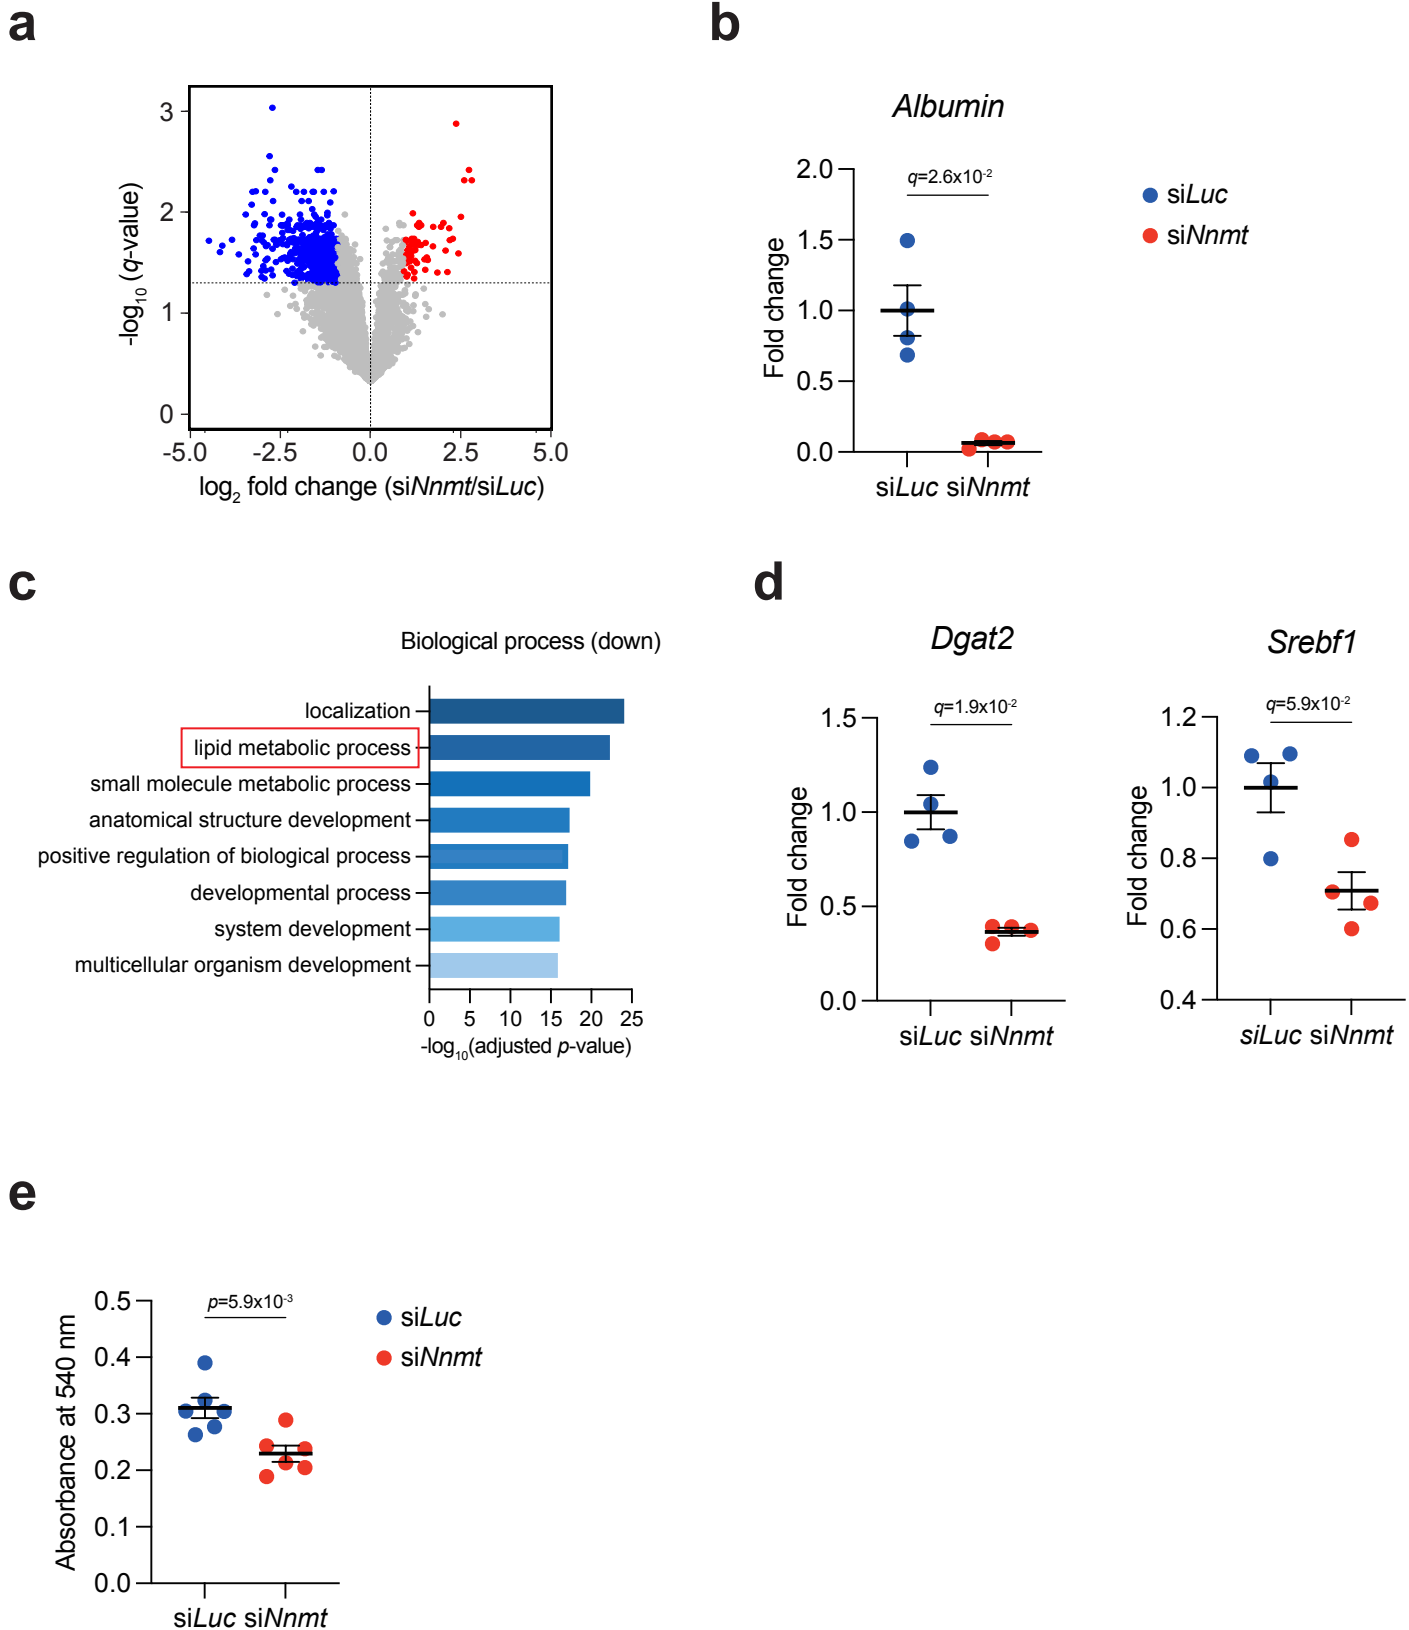 a
3
2
1
0
-log10 (q-value)
-5.0 -2.5 0.0 2.5 5.0
log2 fold change (siNnmt/siLuc)
b
Albumin
q=2.6x10-2
2.0
1.5
1.0
0.5
0.0
Fold change
siLuc siNnmt
siLuc
siNnmt
c
Biological process (down)
localization
lipid metabolic process
small molecule metabolic process
anatomical structure development
positive regulation of biological process
developmental process
system development
multicellular organism development
0 5 10 15 20 25
-log10(adjusted p-value)
d
Dgat2
q=1.9x10-2
1.5
1.0
0.5
0.0
Fold change
siLuc siNnmt
Srebf1
q=5.9x10-2
1.2
1.0
0.8
0.6
0.4
Fold change
siLuc siNnmt
e
p=5.9x10-3
0.5
0.4
0.3
0.2
0.1
0.0
Absorbance at 540 nm
siLuc siNnmt
siLuc
siNnmt